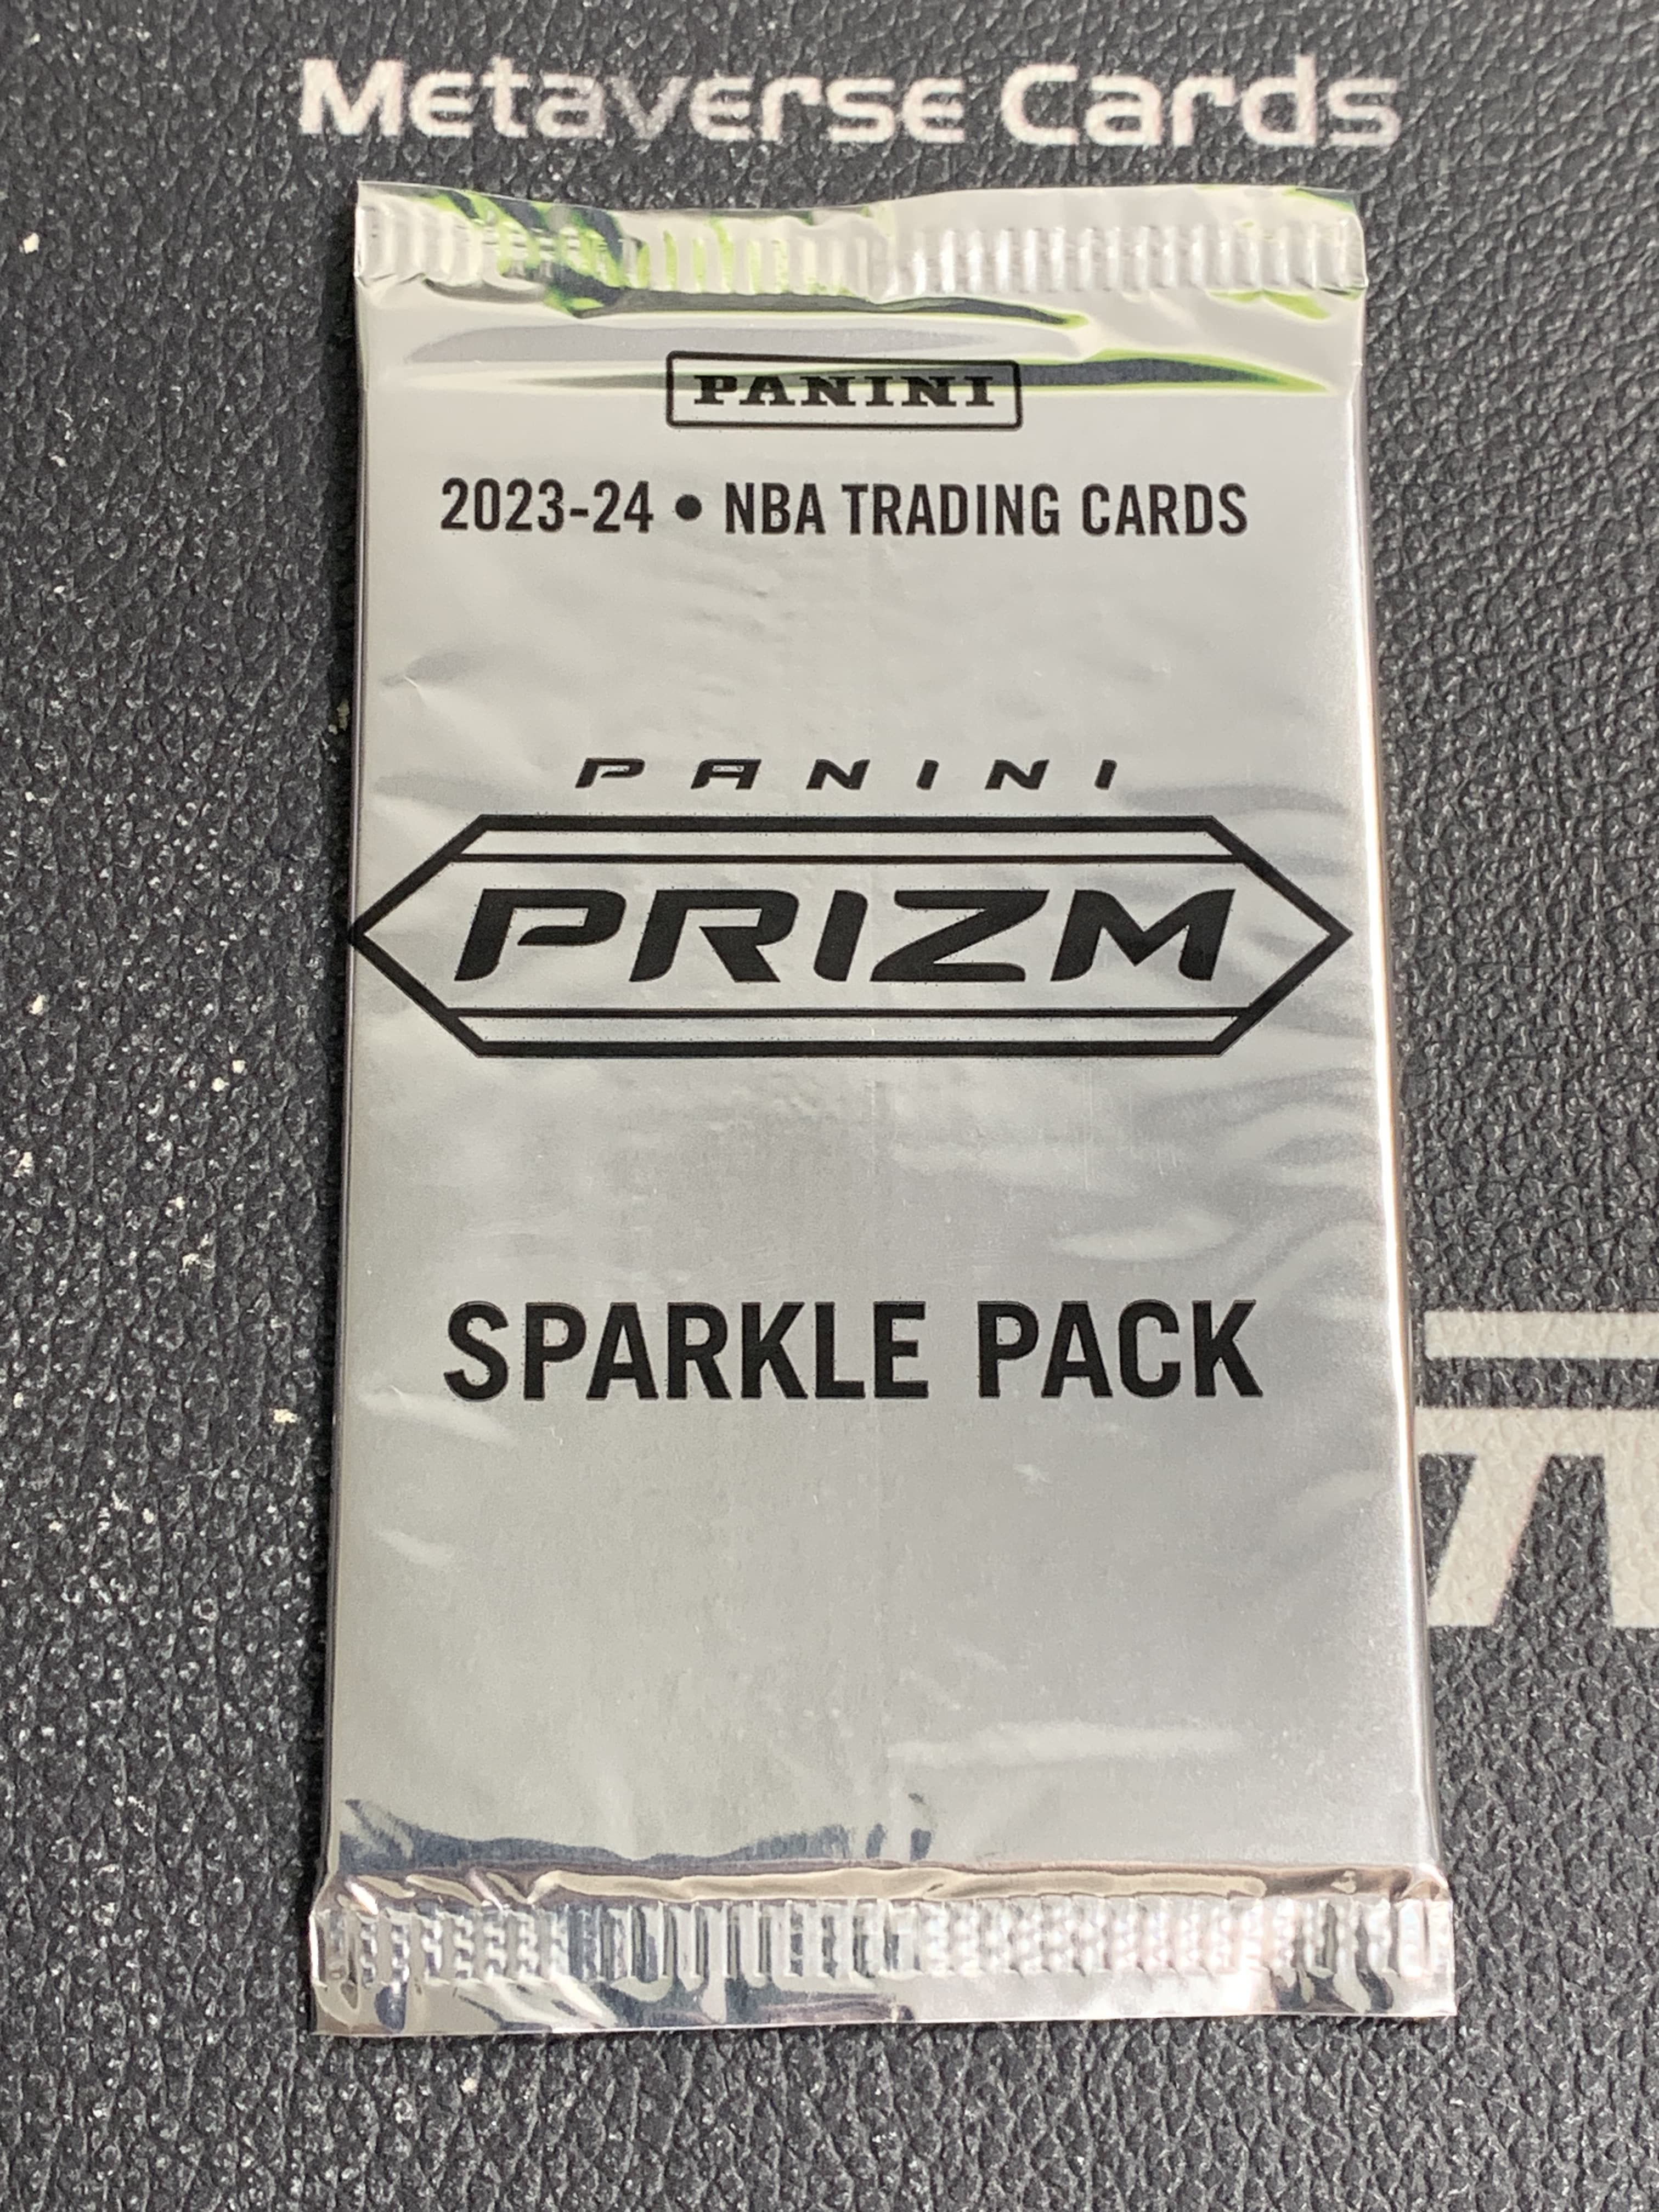 Metaverse Cards
PANINI
2023-24 • NBA TRADING CARDS
PANINI
PRIZM
SPARKLE PACK